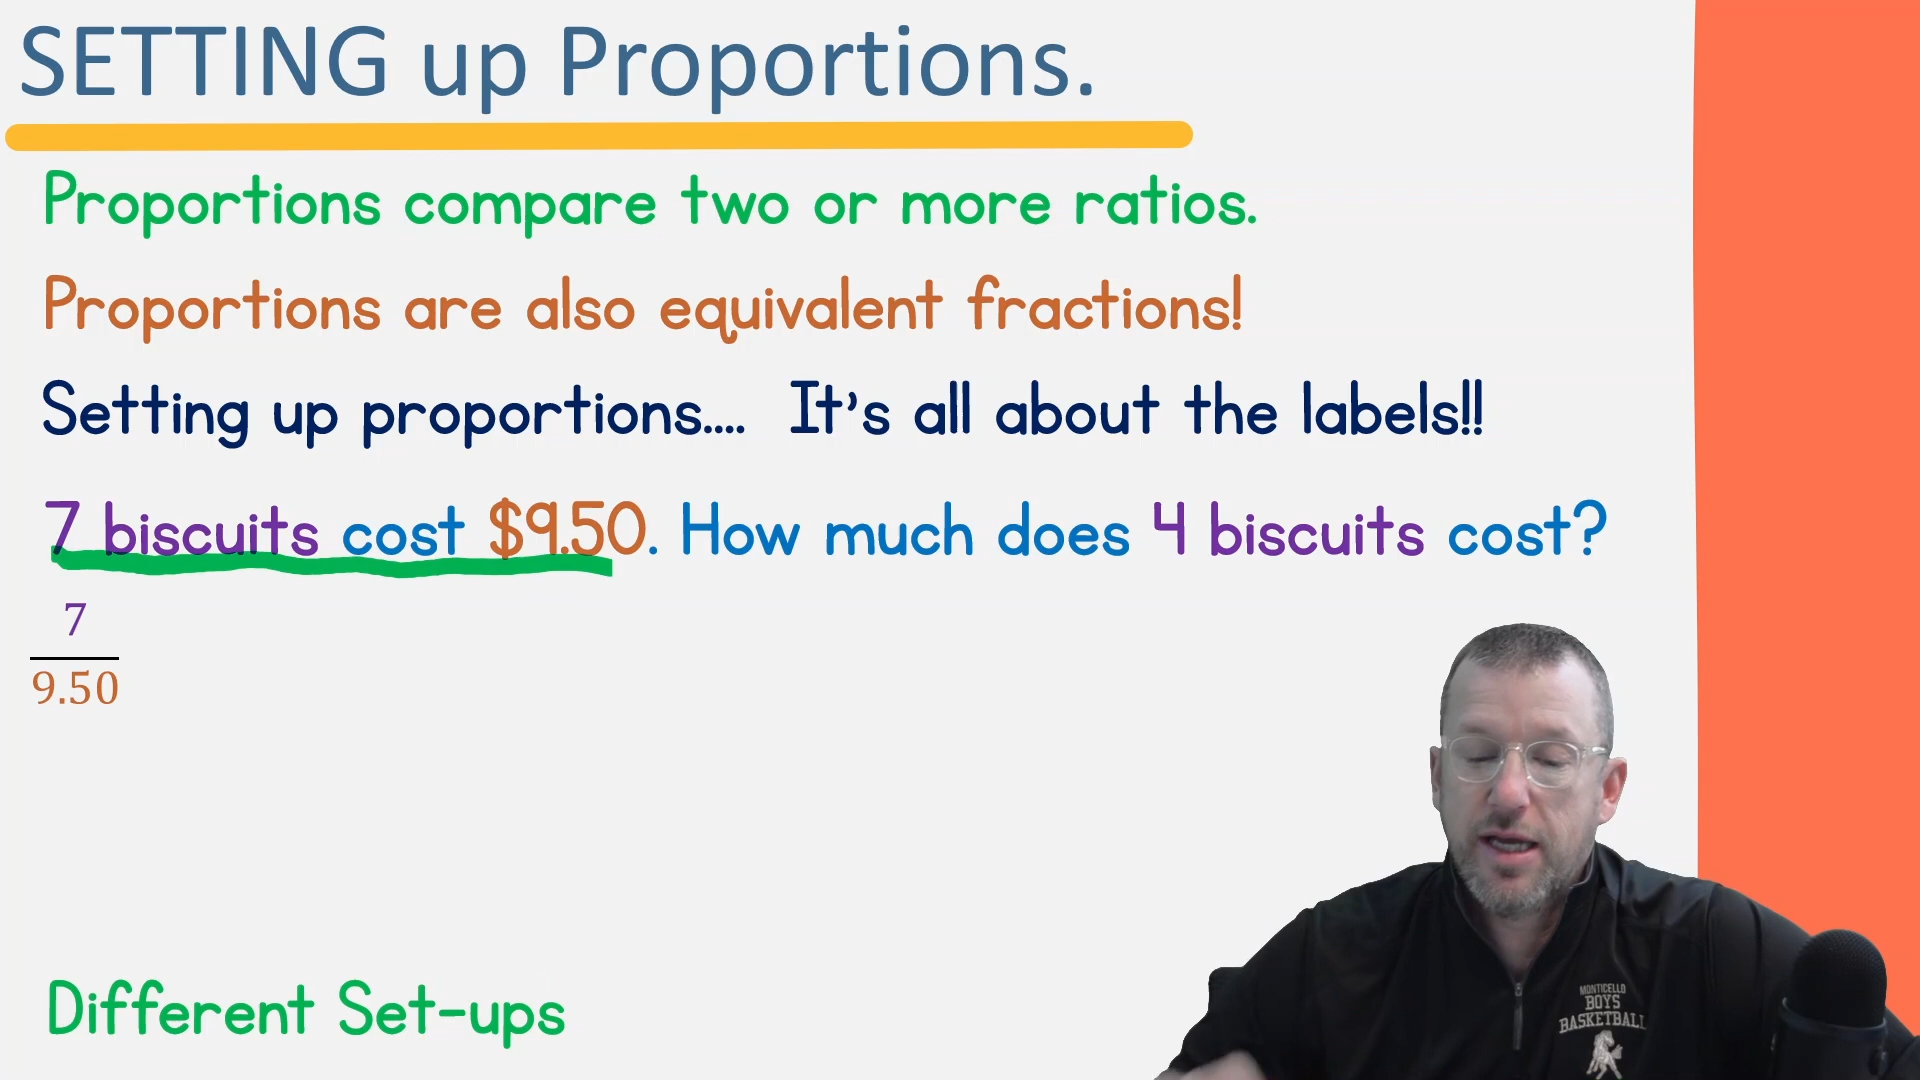 SETTING up Proportions.
Proportions compare two or more ratios.
Proportions are also equivalent fractions!
Setting up proportions.... It's all about the labels!!
7 biscuits cost $9.50. How much does 4 biscuits cost?
7
9.50
Different Set-ups
MONTICELLO
BOYS
BASKETBALL